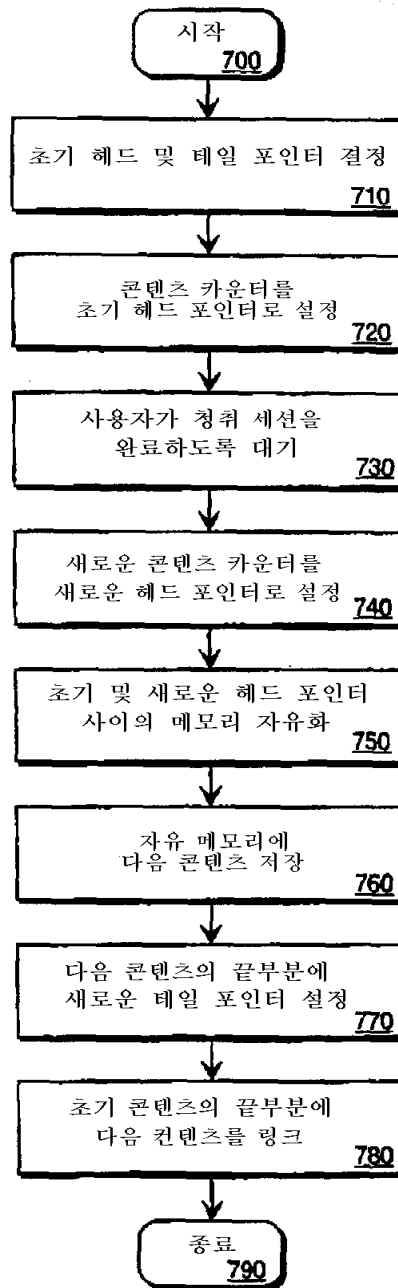 시작
700
초기 헤드 및 테일 포인터 결정
710
콘텐츠 카운터를
초기 헤드 포인터로 설정
720
사용자가 청취 세션을
완료하도록 대기
730
새로운 콘텐츠 카운터를
새로운 헤드 포인터로 설정
740
초기 및 새로운 헤드 포인터
사이의 메모리 자유화
750
자유 메모리에
다음 콘텐츠 저장
760
다음 콘텐츠의 끝부분에
새로운 테일 포인터 설정
770
초기 콘텐츠의 끝부분에
다음 컨텐츠를 링크
780
종료
790